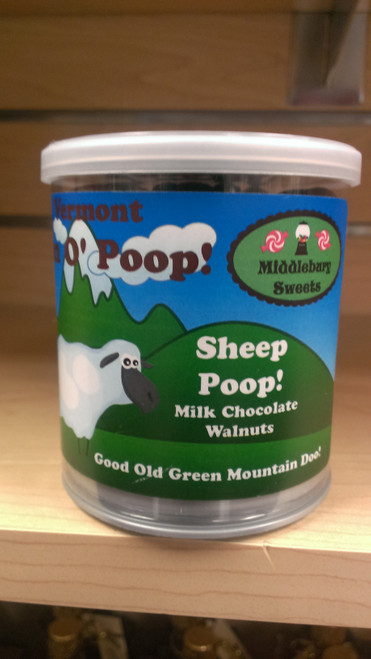 Vermont
O' Poop!
Middlebury
Sweets
Sheep
Poop!
Milk Chocolate
Walnuts
Good Old Green Mountain Doo!